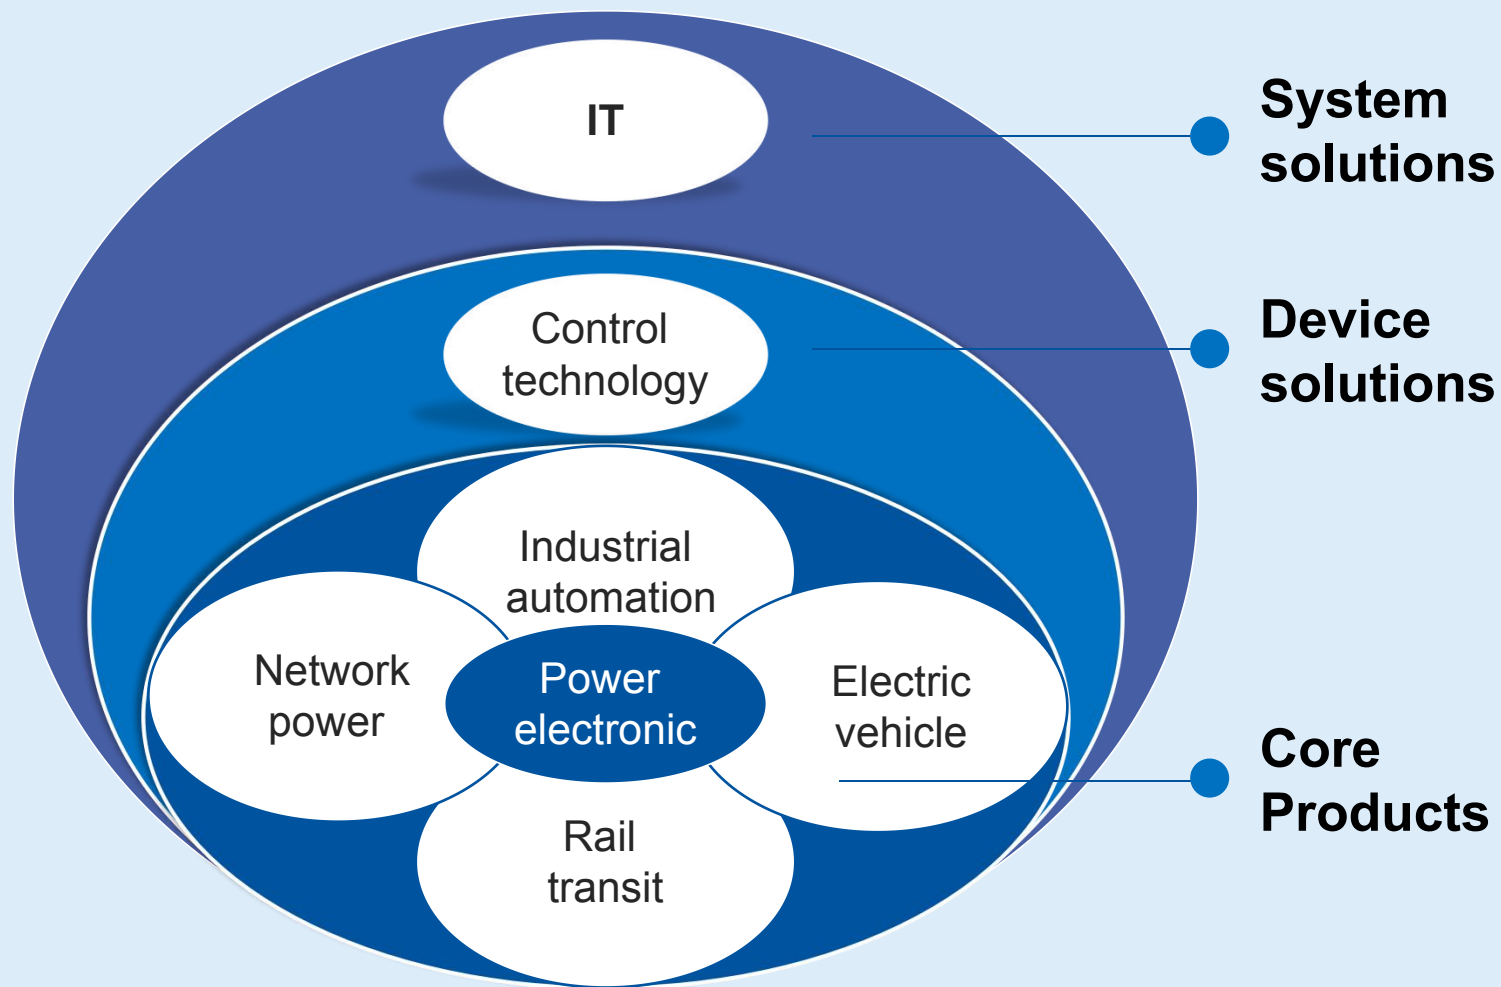 IT
System
solutions
Control
technology
Device
solutions
Industrial
automation
Network
power
Power
electronic
Electric
vehicle
Rail
transit
Core
Products